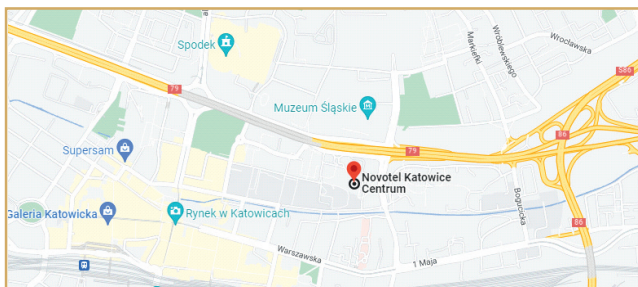 Spodek
Markiefki
Wróblewskiego
Wrocławska
S86
79
Muzeum Śląskie
86
79
Supersam
Novotel Katowice
Centrum
Galeria Katowicka
Rynek w Katowicach
Bogucicka
86
Warszawska
1 Maja